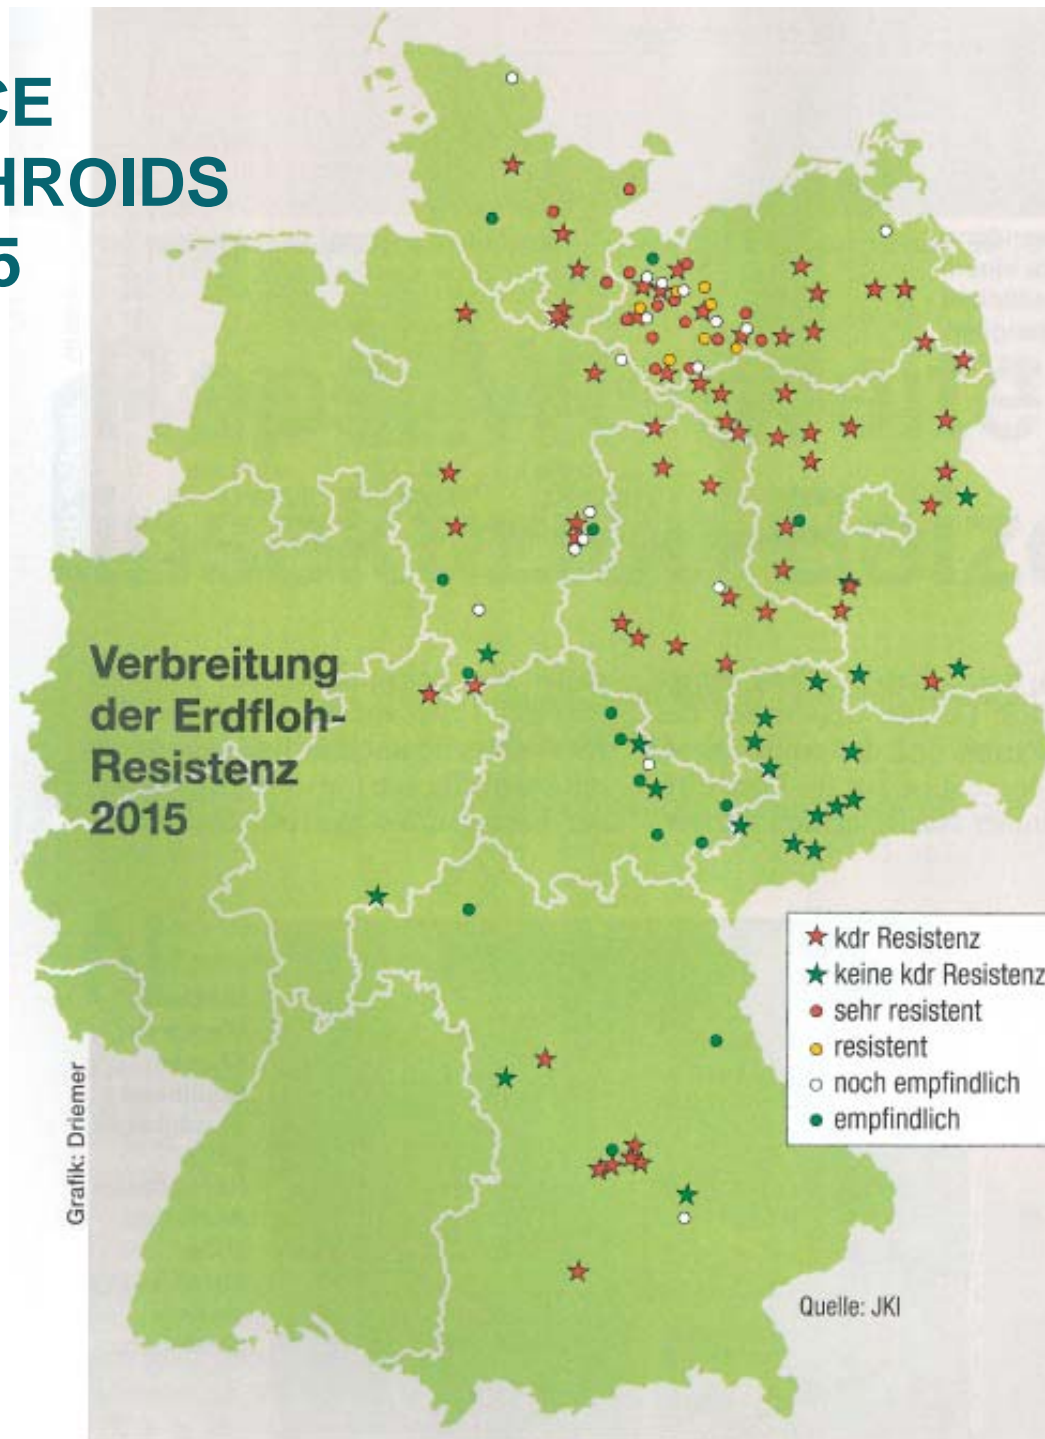 CE
HROIDS
5
Verbreitung
der Erdfloh-
Resistenz
2015
kdr Resistenz
keine kdr Resistenz
sehr resistent
resistent
noch empfindlich
empfindlich
Grafik: Driemer
Quelle: JKI